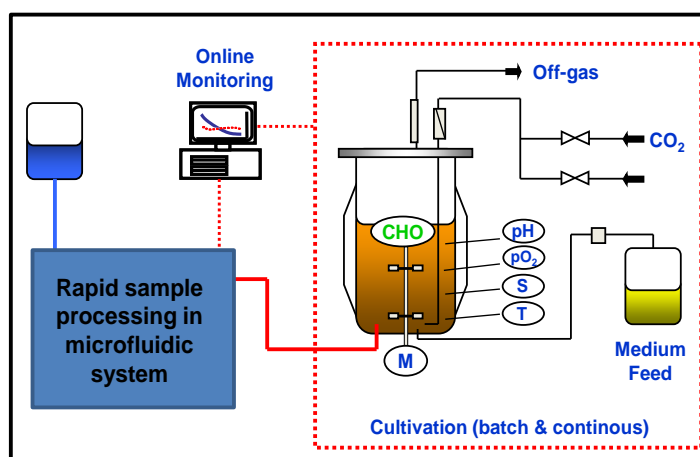 Online
Monitoring
Off-gas
CO₂
CHO
pH
pO₂
S
T
M
Rapid sample
processing in
microfluidic
system
Medium
Feed
Cultivation (batch & continous)